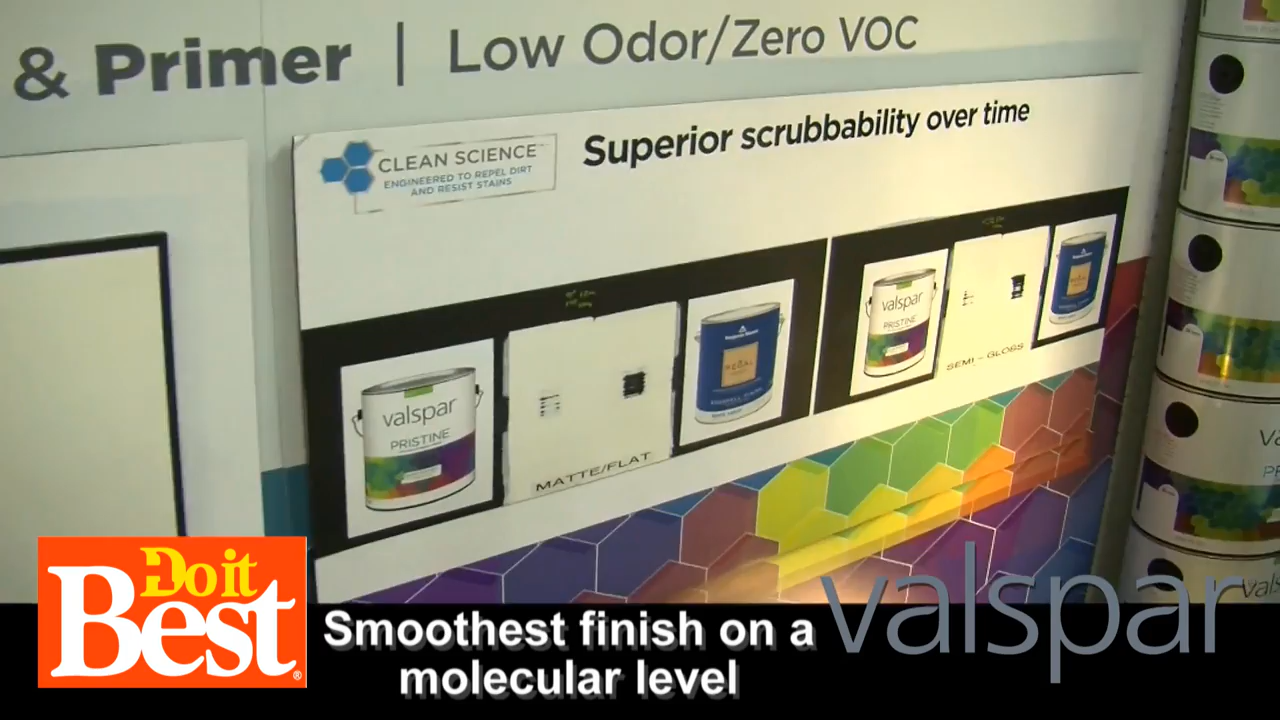 & Primer | Low Odor/Zero VOC
CLEAN SCIENCE
ENGINEERED TO REPEL DIRT
AND RESIST STAINS
Superior scrubbability over time
valspar
PRISTINE
MATTE/FLAT
REGAL
valspar
PRISTINE
SEMI-GLOSS
Do it
Best
®
Smoothest finish on a
molecular level
valspar